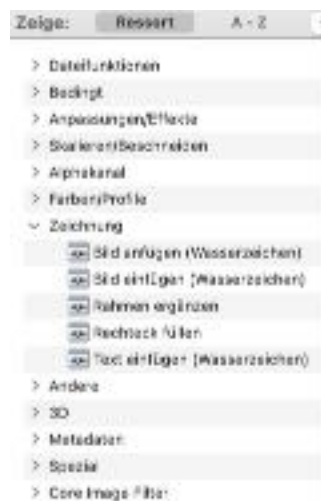 Zeige: Ressort A - Z
Dateifunktionen
Bedingt
Anpassungen/Effekte
Skalieren/Beschneiden
Alphakanal
Farben/Profile
Zeichnung
Bild anfügen (Wasserzeichen)
Bild einfügen (Wasserzeichen)
Rahmen ergänzen
Rechteck füllen
Text einfügen (Wasserzeichen)
Andere
3D
Metadaten
Spezial
Core Image Filter